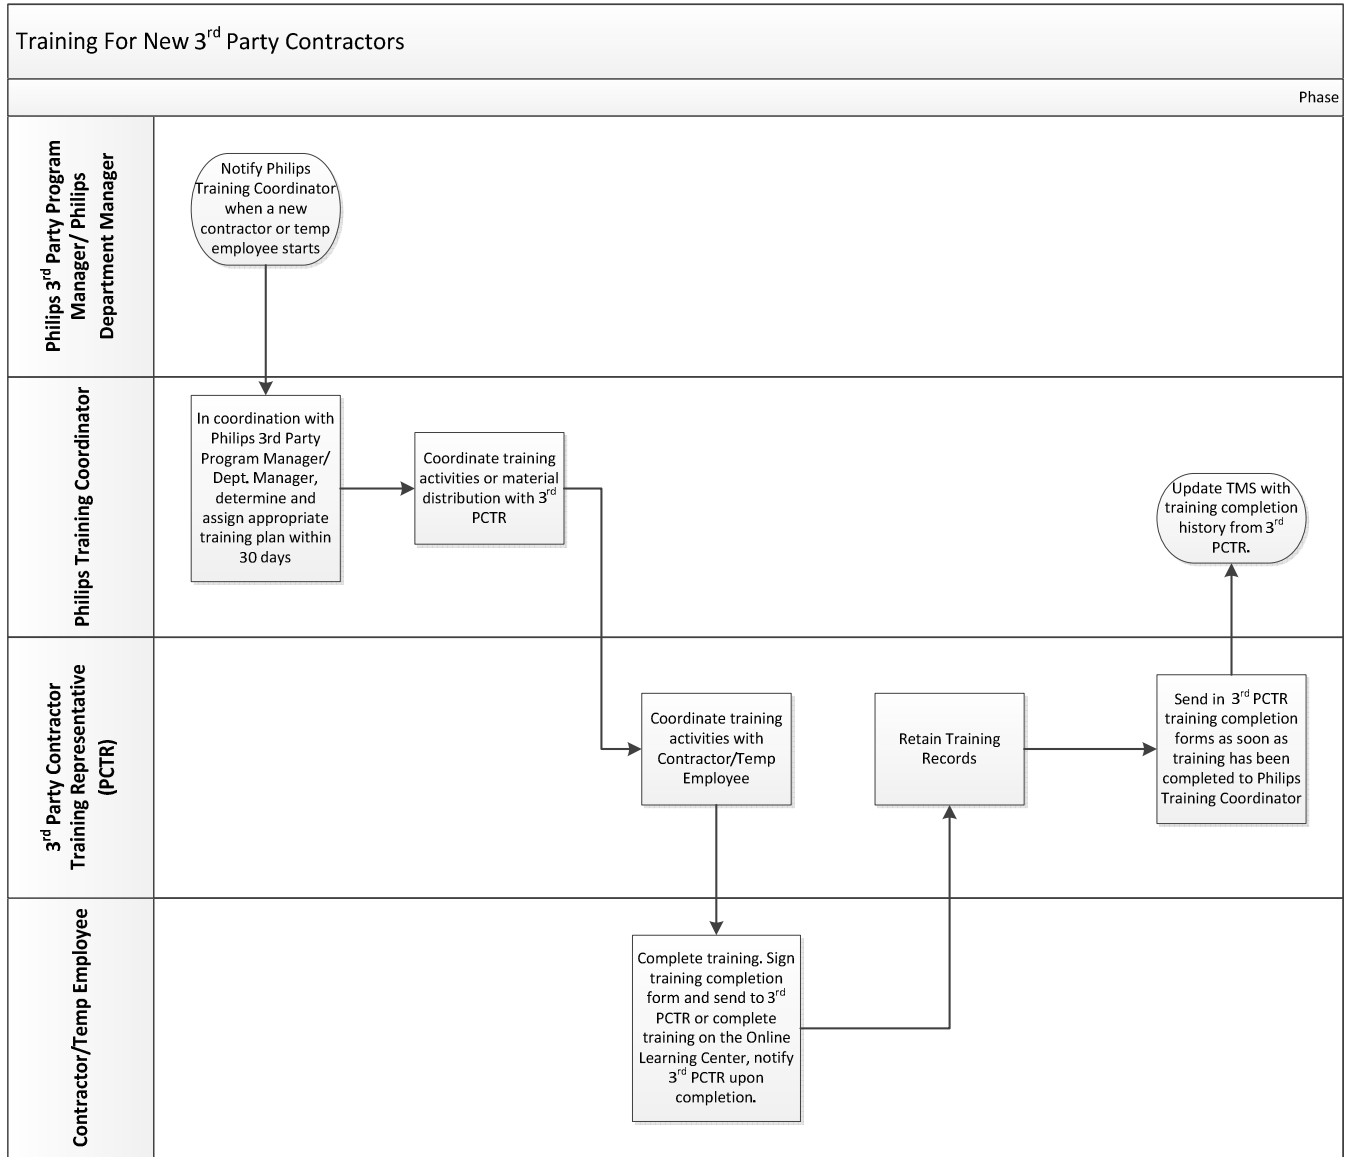 Training For New 3rd Party Contractors
Phase
Philips 3rd Party Program
Manager/ Philips
Department Manager
Notify Philips
Training Coordinator
when a new
contractor or temp
employee starts
Philips Training Coordinator
In coordination with
Philips 3rd Party
Program Manager/
Dept. Manager,
determine and
assign appropriate
training plan within
30 days
Coordinate training
activities or material
distribution with 3rd
PCTR
Update TMS with
training completion
history from 3rd
PCTR.
3rd Party Contractor
Training Representative
(PCTR)
Coordinate training
activities with
Contractor/Temp
Employee
Retain Training
Records
Send in 3rd PCTR
training completion
forms as soon as
training has been
completed to Philips
Training Coordinator
Contractor/Temp Employee
Complete training. Sign
training completion
form and send to 3rd
PCTR or complete
training on the Online
Learning Center, notify
3rd PCTR upon
completion.